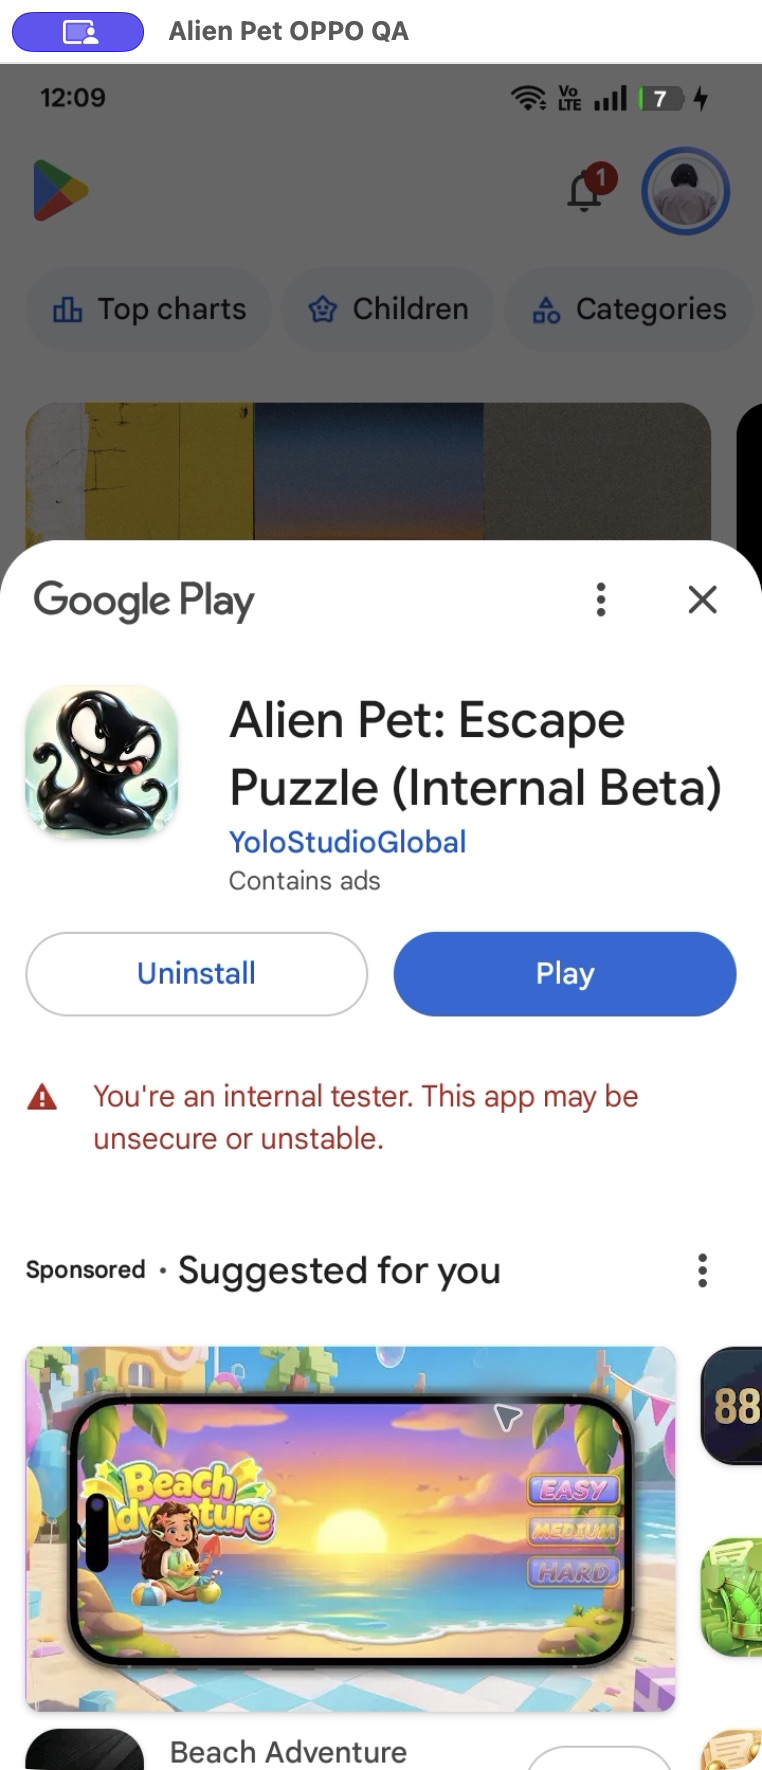 Alien Pet OPPO QA
12:09
Vo
LTE
7
1
Top charts
Children
Categories
Google Play
Alien Pet: Escape
Puzzle (Internal Beta)
YoloStudioGlobal
Contains ads
Uninstall
Play
You're an internal tester. This app may be
unsecure or unstable.
Sponsored · Suggested for you
Beach
Adventure
EASY
MEDIUM
HARD
88
Beach Adventure